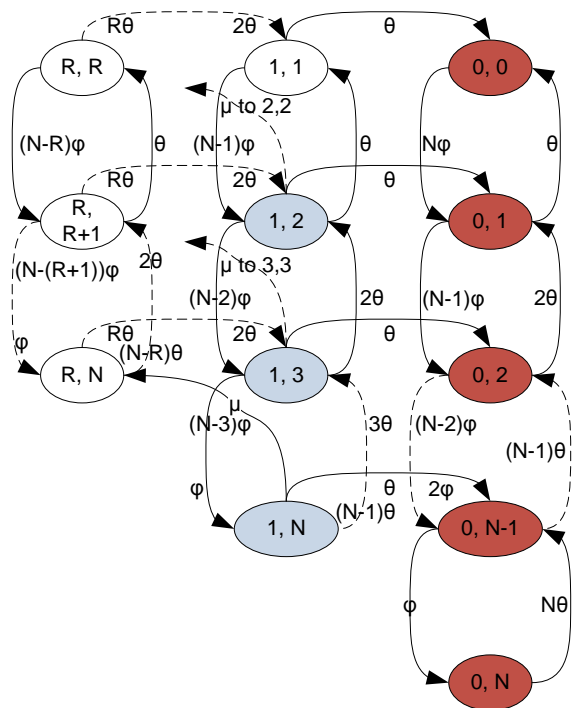 Rθ 2θ θ
R, R 1, 1 0, 0
μ to 2,2
(N-R)φ θ (N-1)φ θ Nφ θ
Rθ 2θ θ
R, R+1 1, 2 0, 1
(N-(R+1))φ 2θ μ to 3,3
(N-2)φ 2θ (N-1)φ 2θ
φ Rθ 2θ θ
(N-R)θ
R, N 1, 3 0, 2
μ
(N-3)φ 3θ (N-2)φ
(N-1)θ
φ θ 2φ
(N-1)θ
1, N 0, N-1
φ Nθ
0, N